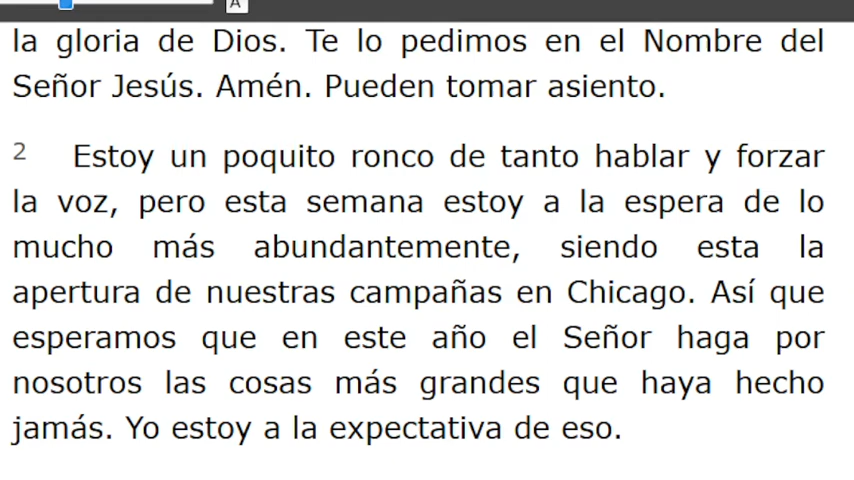 A
la gloria de Dios. Te lo pedimos en el Nombre del
Señor Jesús. Amén. Pueden tomar asiento.
2 Estoy un poquito ronco de tanto hablar y forzar
la voz, pero esta semana estoy a la espera de lo
mucho más abundantemente, siendo esta la
apertura de nuestras campañas en Chicago. Así que
esperamos que en este año el Señor haga por
nosotros las cosas más grandes que haya hecho
jamás. Yo estoy a la expectativa de eso.